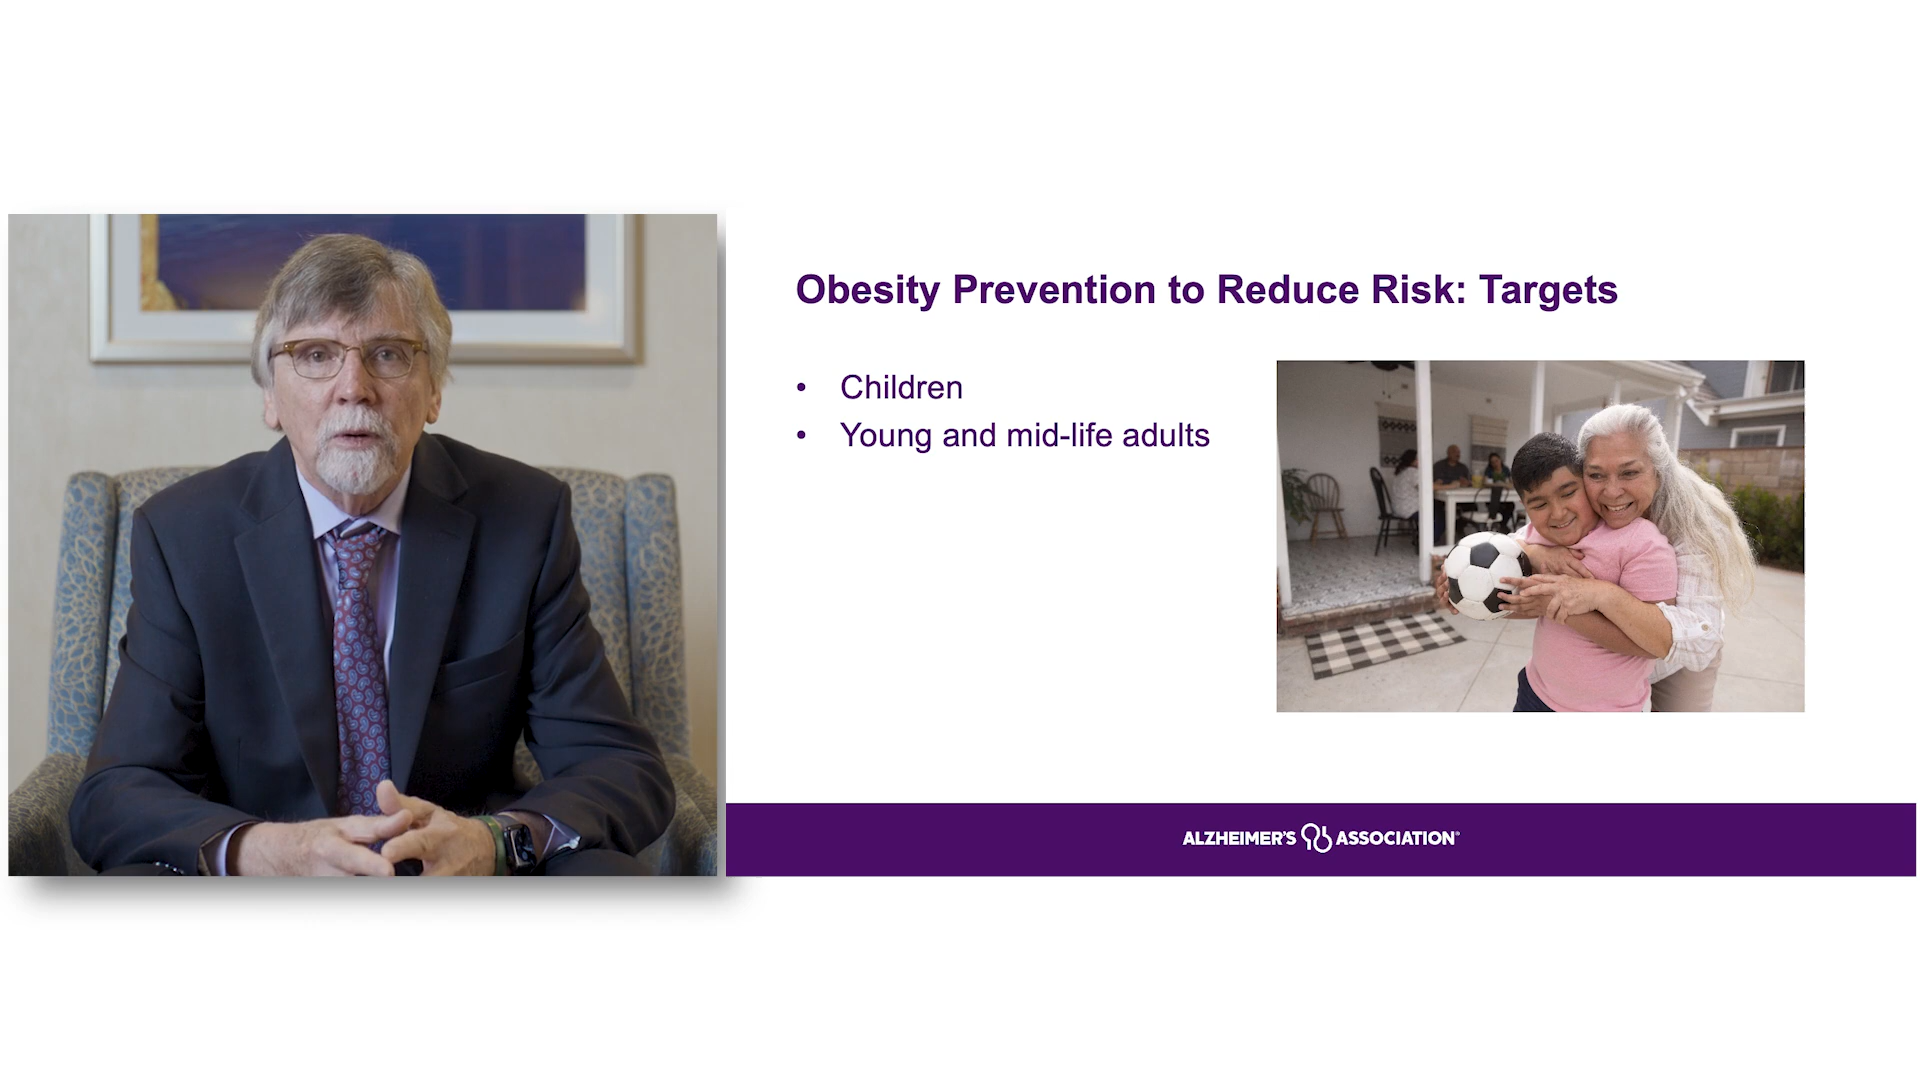 Obesity Prevention to Reduce Risk: Targets
• Children
• Young and mid-life adults
ALZHEIMER'S ASSOCIATION®